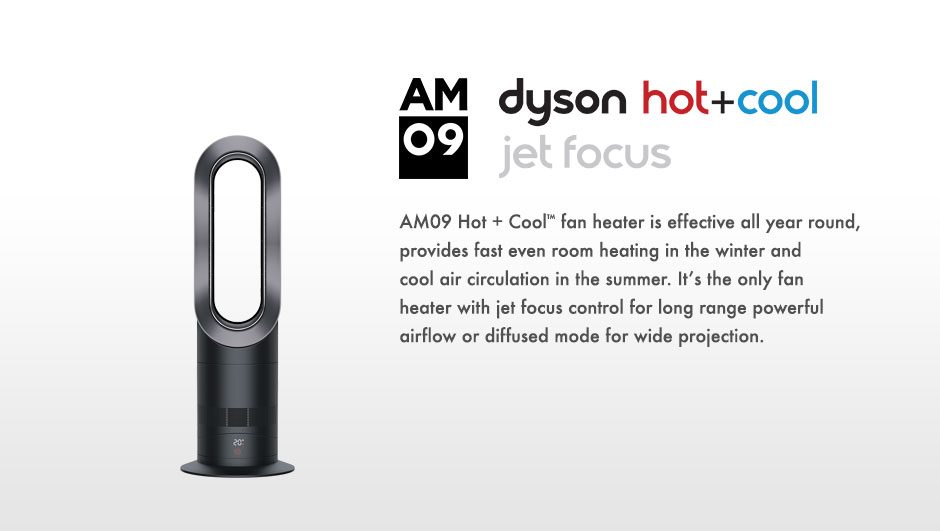 AM
09
dyson hot+cool
jet focus
AM09 Hot + Cool™ fan heater is effective all year round,
provides fast even room heating in the winter and
cool air circulation in the summer. It’s the only fan
heater with jet focus control for long range powerful
airflow or diffused mode for wide projection.
20°